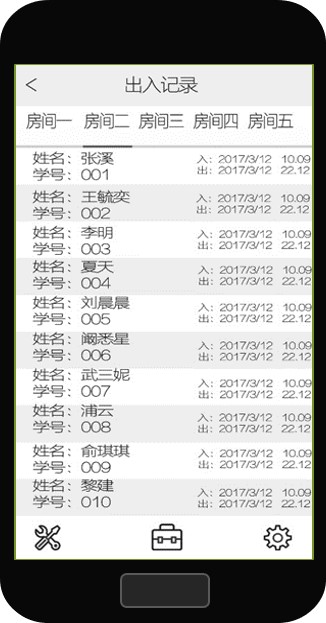 <
出入记录
房间一 房间二 房间三 房间四 房间五
姓名：张溪 入：2017/3/12 10.09
学号：001 出：2017/3/12 22.12
姓名：王毓奕 入：2017/3/12 10.09
学号：002 出：2017/3/12 22.12
姓名：李明 入：2017/3/12 10.09
学号：003 出：2017/3/12 22.12
姓名：夏天 入：2017/3/12 10.09
学号：004 出：2017/3/12 22.12
姓名：刘晨晨 入：2017/3/12 10.09
学号：005 出：2017/3/12 22.12
姓名：阚悉星 入：2017/3/12 10.09
学号：006 出：2017/3/12 22.12
姓名：武三妮 入：2017/3/12 10.09
学号：007 出：2017/3/12 22.12
姓名：浦云 入：2017/3/12 10.09
学号：008 出：2017/3/12 22.12
姓名：俞琪琪 入：2017/3/12 10.09
学号：009 出：2017/3/12 22.12
姓名：黎建 入：2017/3/12 10.09
学号：010 出：2017/3/12 22.12